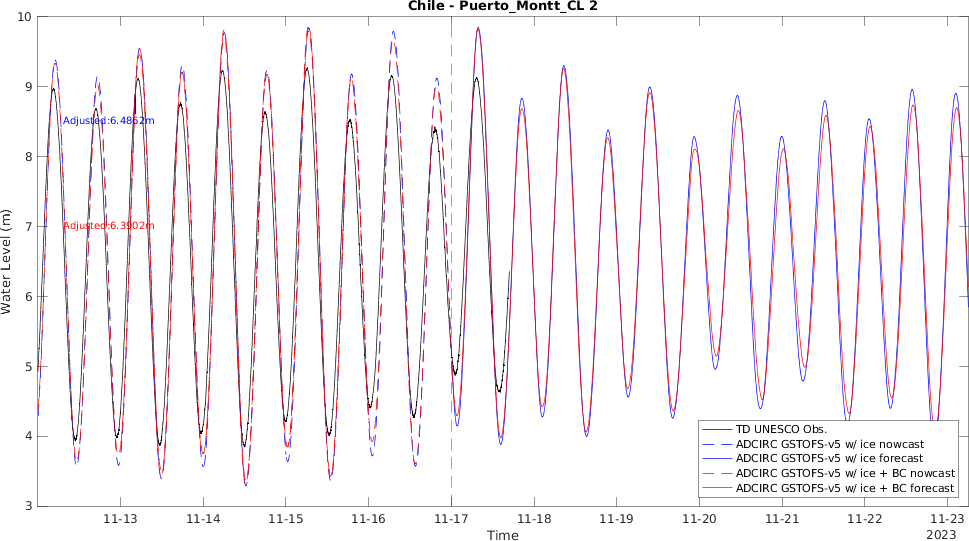 Chile - Puerto_Montt_CL 2
10
9
8
7
6
5
4
3
Water Level (m)
Adjusted:6.4862m
Adjusted:6.3902m
TD UNESCO Obs.
ADCIRC GSTOFS-v5 w/ ice nowcast
ADCIRC GSTOFS-v5 w/ ice forecast
ADCIRC GSTOFS-v5 w/ ice + BC nowcast
ADCIRC GSTOFS-v5 w/ ice + BC forecast
11-13 11-14 11-15 11-16 11-17 11-18 11-19 11-20 11-21 11-22 11-23
Time
2023